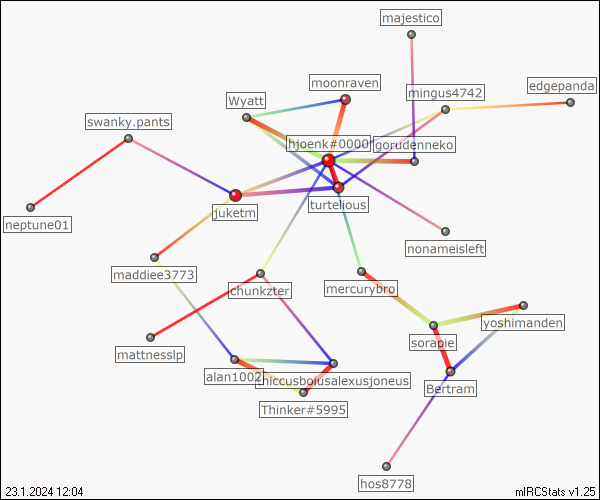 majestico
moonraven
mingus4742
edgepanda
Wyatt
swanky.pants
hjoenk#0000
gorudenneko
neptune01
juketm
turtelious
nonameisleft
maddiee3773
chunkzter
mercurybro
yoshimanden
sorapie
mattnesslp
alan1002
Bertram
Thinker#5995
hos8778
23.1.2024 12:04
mIRCStats v1.25